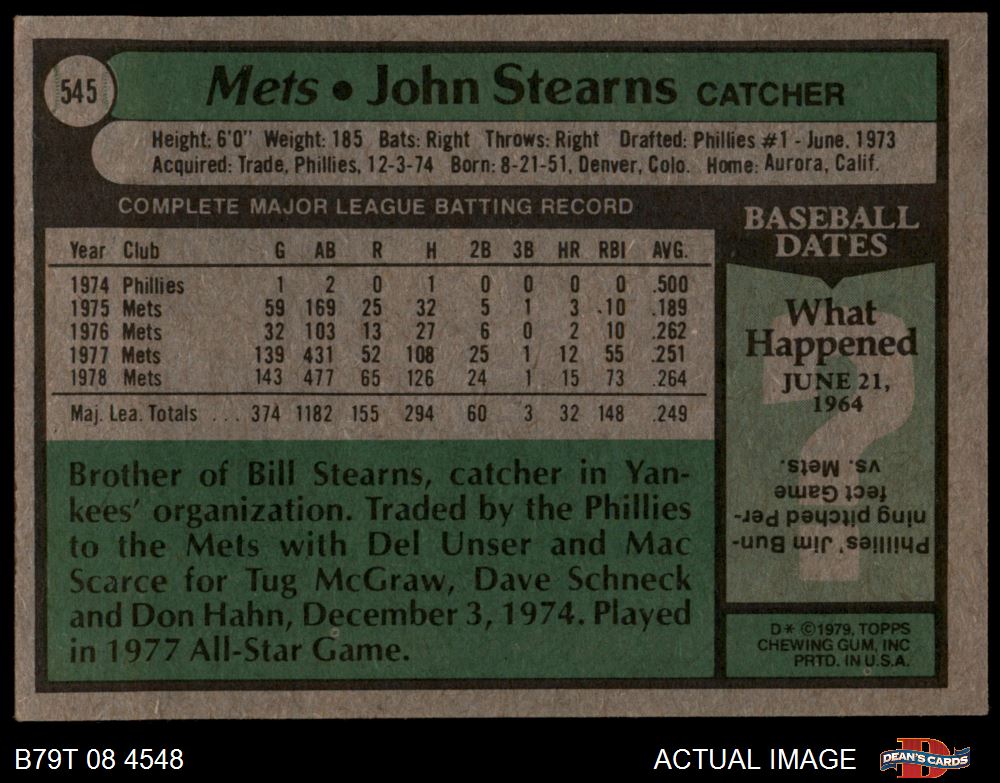 545
Mets • John Stearns CATCHER
Height: 6'0" Weight: 185 Bats: Right Throws: Right Drafted: Phillies #1 - June. 1973
Acquired: Trade, Phillies, 12-3-74 Born: 8-21-51, Denver, Colo. Home: Aurora, Calif.
COMPLETE MAJOR LEAGUE BATTING RECORD
Year Club G AB R H 2B 3B HR RBI AVG.
1974 Phillies 1 2 0 1 0 0 0 0 .500
1975 Mets 59 169 25 32 5 1 3 10 .189
1976 Mets 32 103 13 27 6 0 2 10 .262
1977 Mets 139 431 52 108 25 1 12 55 .251
1978 Mets 143 477 65 126 24 1 15 73 .264
Maj. Lea. Totals ... 374 1182 155 294 60 3 32 148 .249
Brother of Bill Stearns, catcher in Yan-
kees' organization. Traded by the Phillies
to the Mets with Del Unser and Mac
Scarce for Tug McGraw, Dave Schneck
and Don Hahn, December 3, 1974. Played
in 1977 All-Star Game.
BASEBALL
DATES
What
Happened
JUNE 21,
1964
?
Phillies' Jim Bun-
ning pitched Per-
fect Game
vs. Mets.
D* ©1979, TOPPS
CHEWING GUM, INC
PRTD. IN U.S.A.
B79T 08 4548
ACTUAL IMAGE
D
DEAN'S CARDS